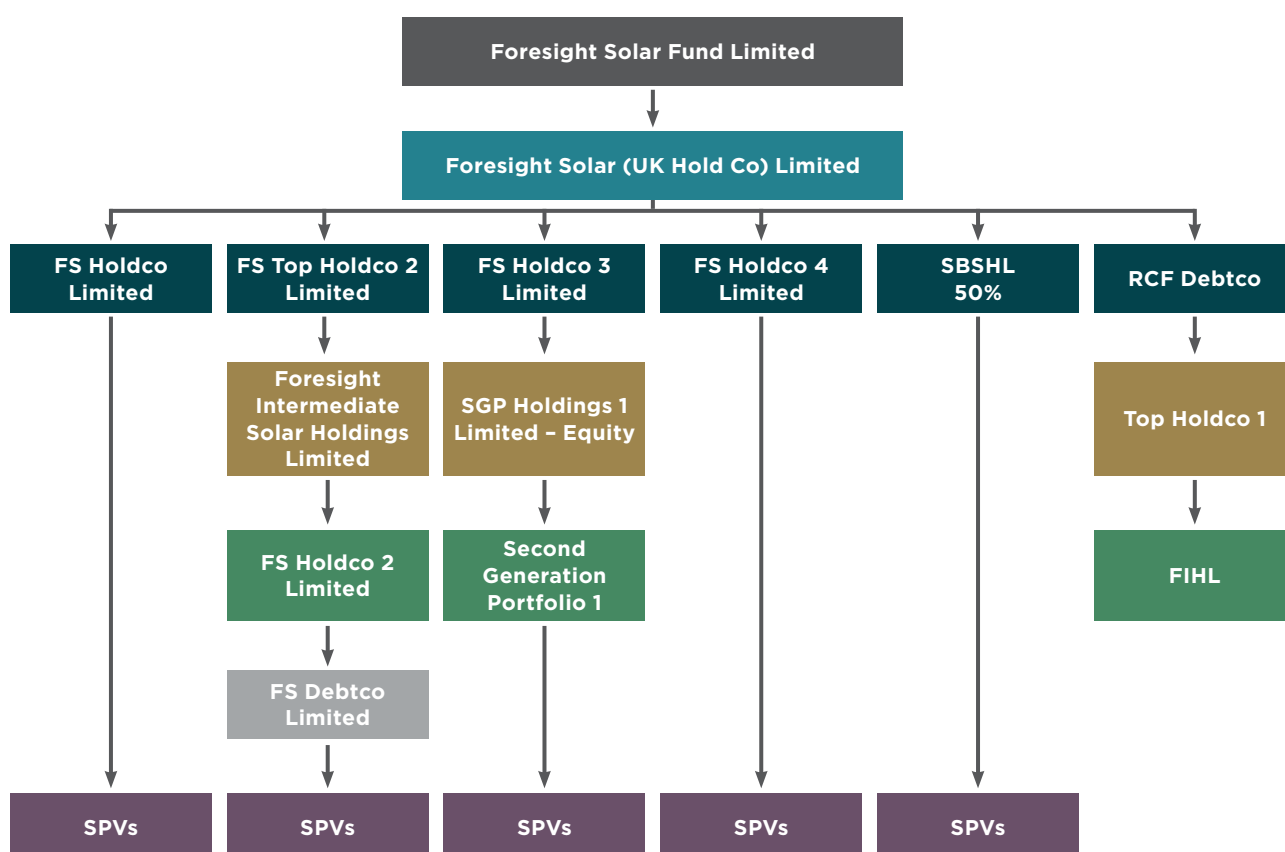 Foresight Solar Fund Limited
Foresight Solar (UK Hold Co) Limited
FS Holdco
Limited
FS Top Holdco 2
Limited
FS Holdco 3
Limited
FS Holdco 4
Limited
SBSHL
50%
RCF Debtco
Foresight
Intermediate
Solar Holdings
Limited
SGP Holdings 1
Limited – Equity
Top Holdco 1
FS Holdco 2
Limited
Second
Generation
Portfolio 1
FIHL
FS Debtco
Limited
SPVs
SPVs
SPVs
SPVs
SPVs